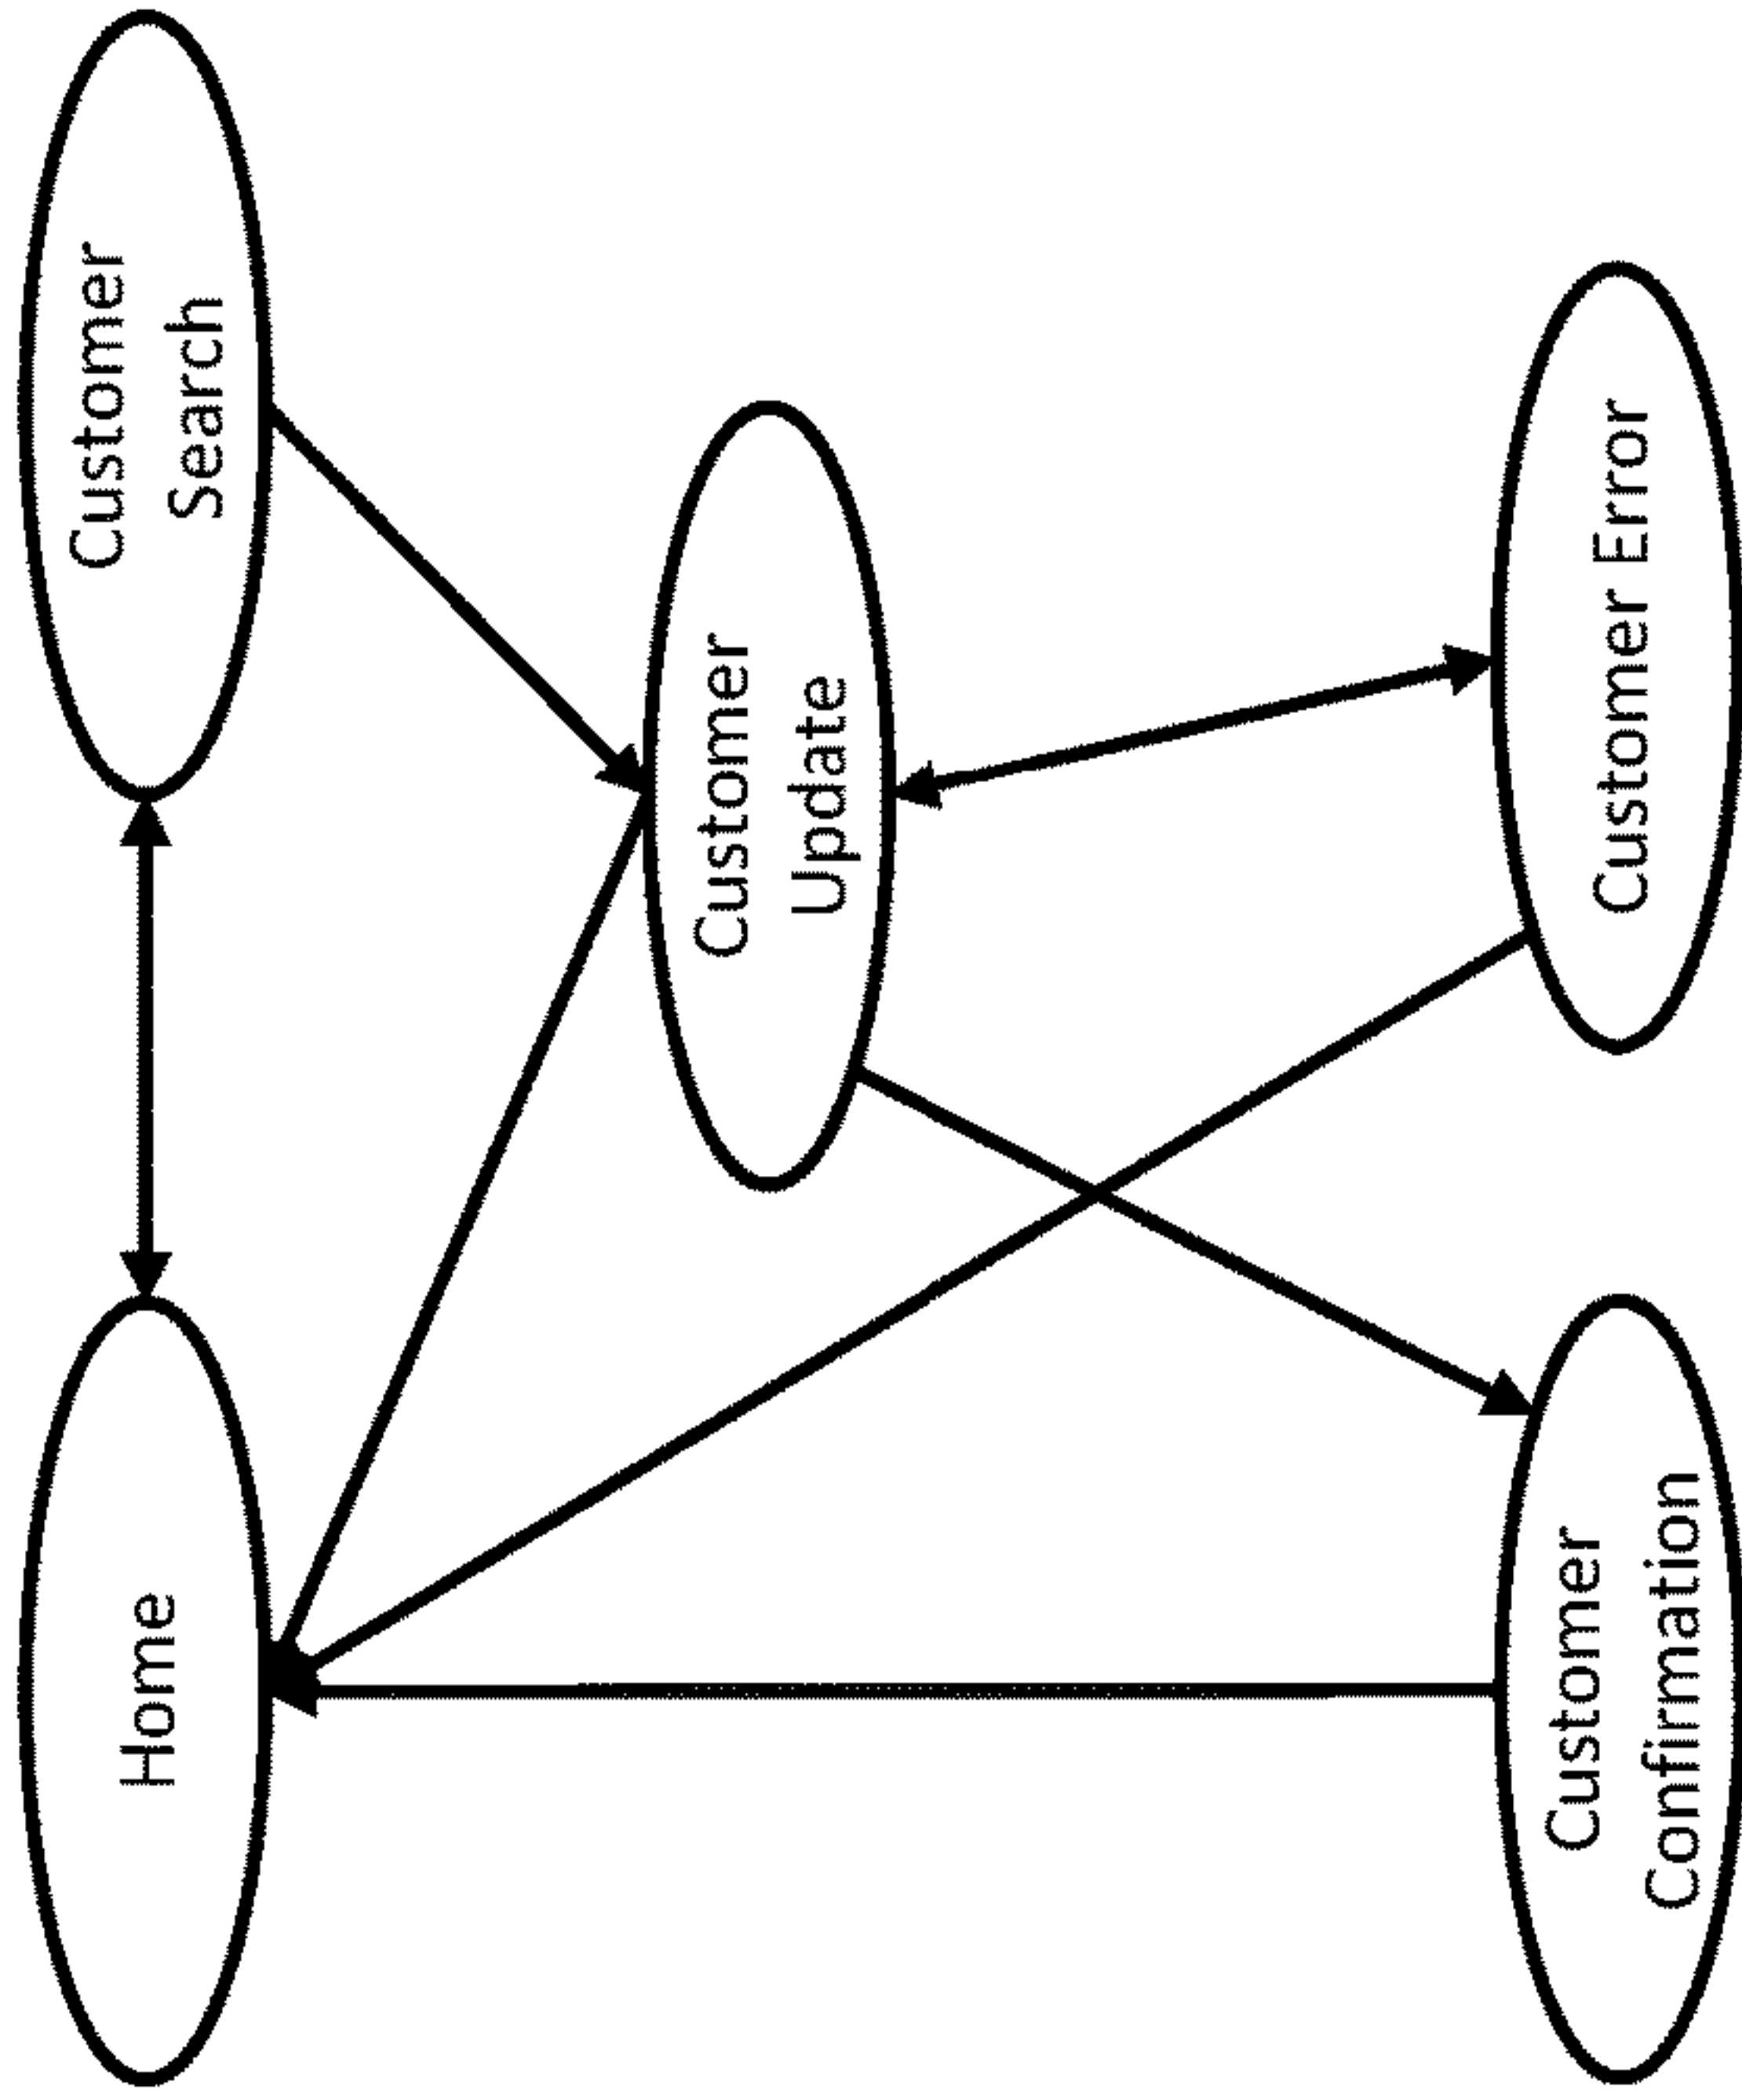 Home
Customer
Search
Customer
Update
Customer
Confirmation
Customer Error